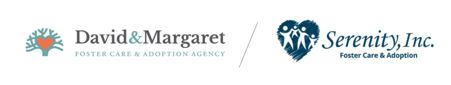 David&Margaret
FOSTER CARE & ADOPTION AGENCY
Serenity, Inc.
Foster Care & Adoption